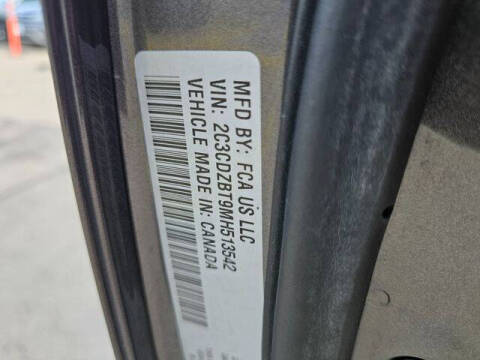 MFD BY: FCA US LLC
VIN: 2C3CDZBT9MH513542
VEHICLE MADE IN: CANADA